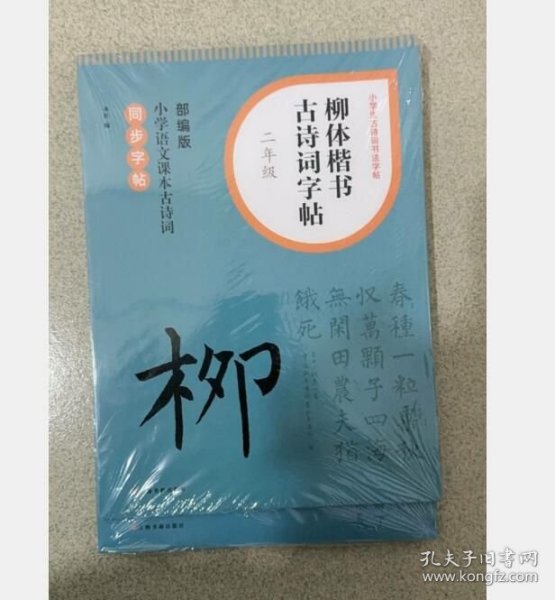 小学生古诗词书法字帖
柳体楷书
古诗词字帖
二年级
部编版
小学语文课本古诗词
同步字帖
柳
春種一粒
收萬顆子四海
無閑田農夫猶
餓死
孔夫子旧书网
www.kongfz.com